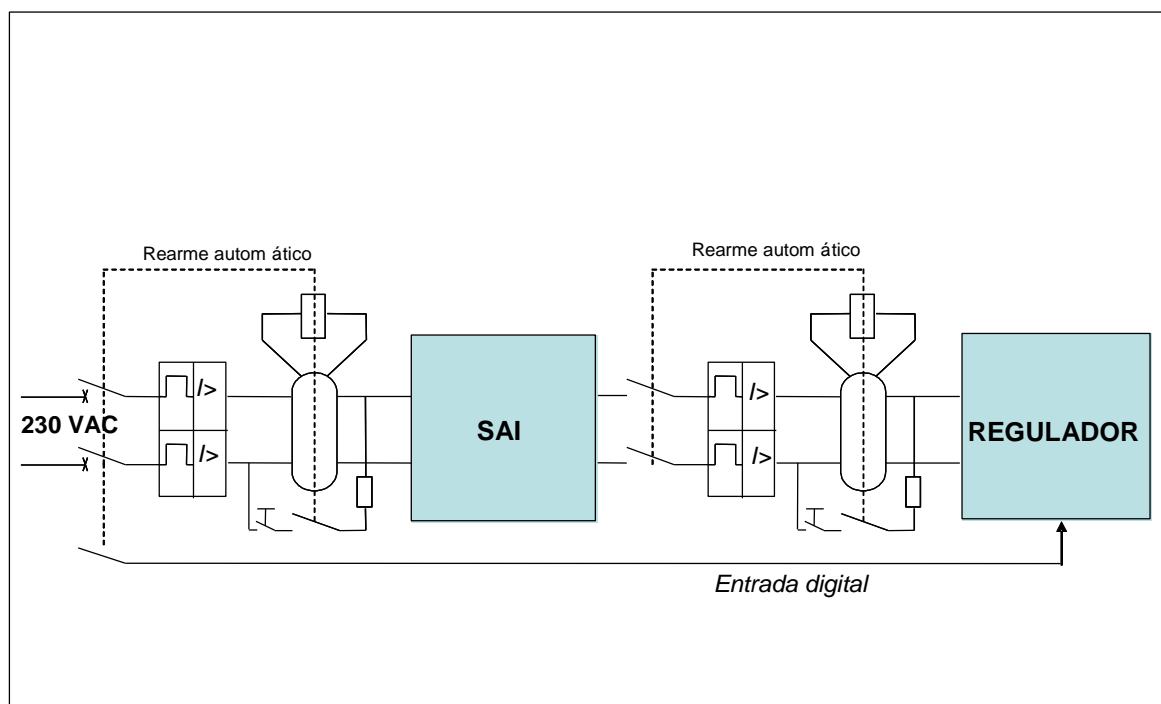 Rearme autom ático
Rearme autom ático
I>
I>
230 VAC
I>
I>
SAI
REGULADOR
Entrada digital